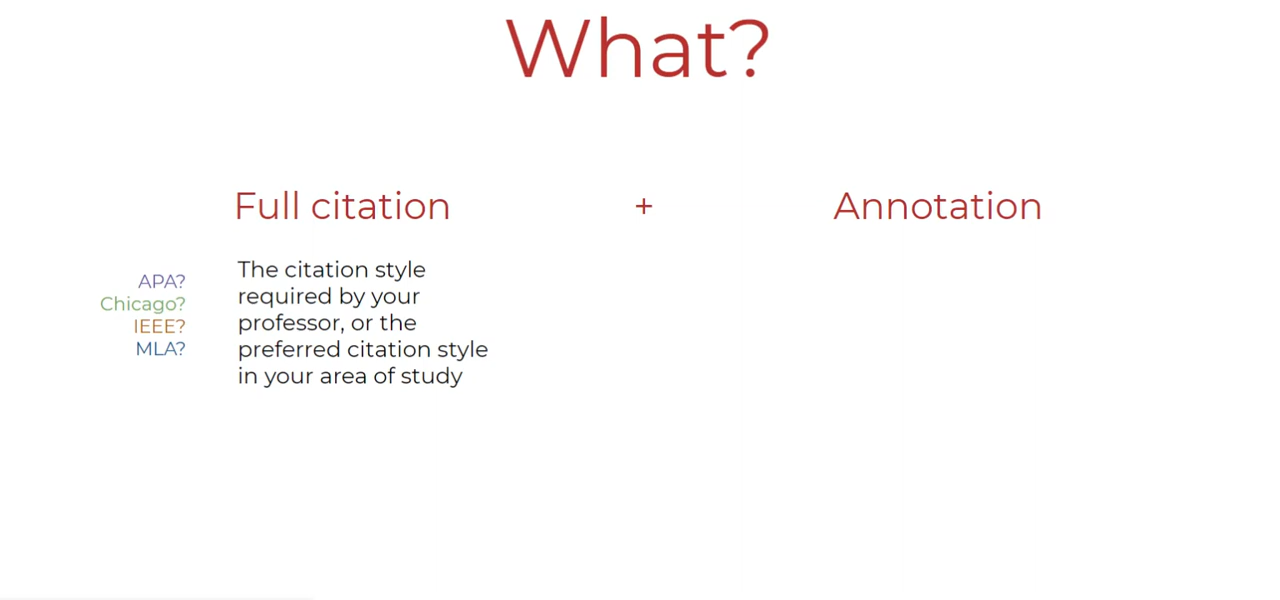 What?
Full citation + Annotation
APA?
Chicago?
IEEE?
MLA?
The citation style
required by your
professor, or the
preferred citation style
in your area of study